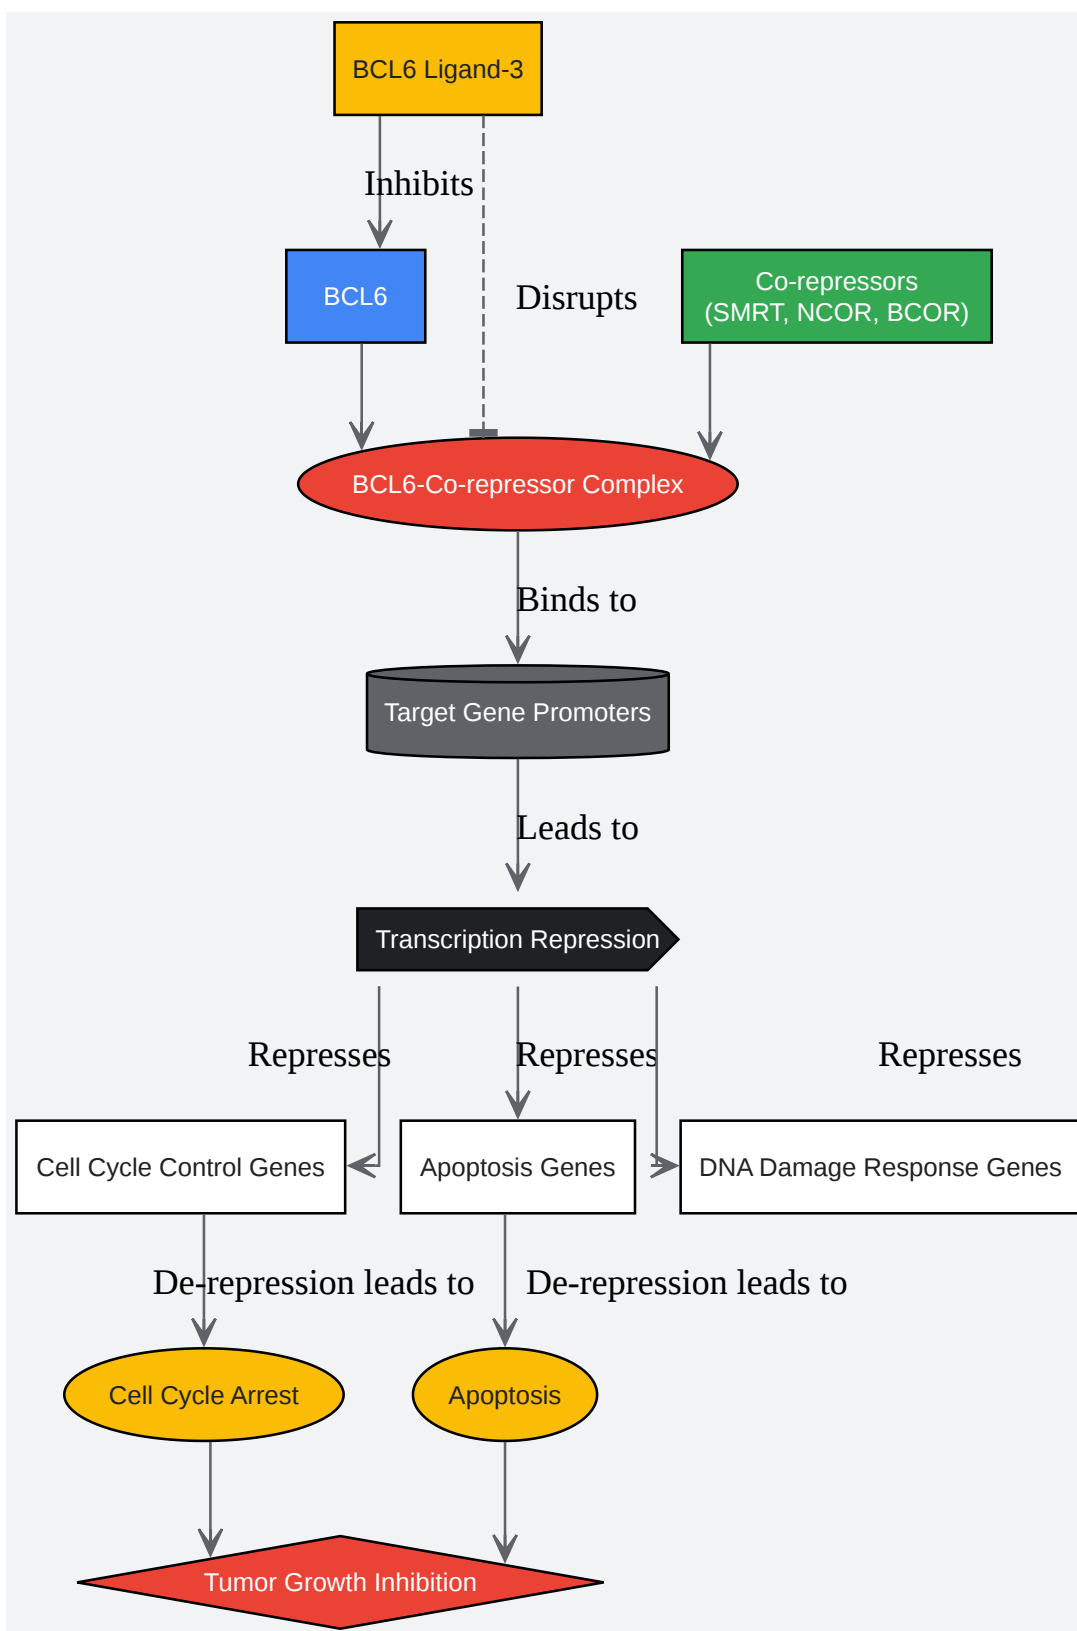 BCL6 Ligand-3
Inhibits
BCL6
Disrupts
Co-repressors
(SMRT, NCOR, BCOR)
BCL6-Co-repressor Complex
Binds to
Target Gene Promoters
Leads to
Transcription Repression
Represses
Represses
Represses
Cell Cycle Control Genes
Apoptosis Genes
DNA Damage Response Genes
De-repression leads to
De-repression leads to
Cell Cycle Arrest
Apoptosis
Tumor Growth Inhibition